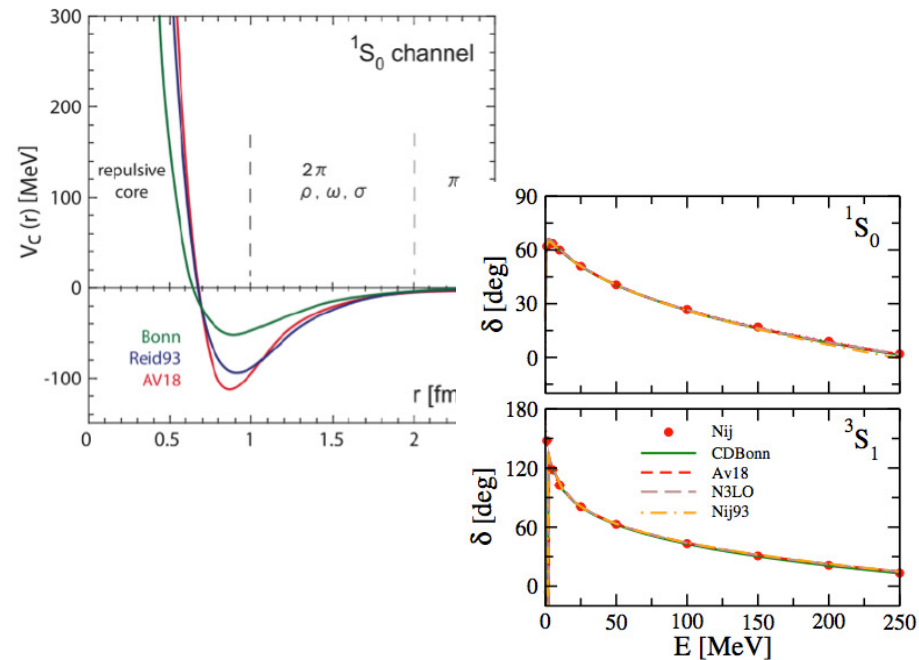 300
200
100
0
-100
V_C (r) [MeV]
¹S₀ channel
repulsive
core
2π
ρ , ω , σ
π
Bonn
Reid93
AV18
r [fm
0 0.5 1 1.5 2
90
60
30
0
δ [deg]
¹S₀
180
120
60
0
δ [deg]
³S₁
Nij
CDBonn
Av18
N3LO
Nij93
0 50 100 150 200 250
E [MeV]